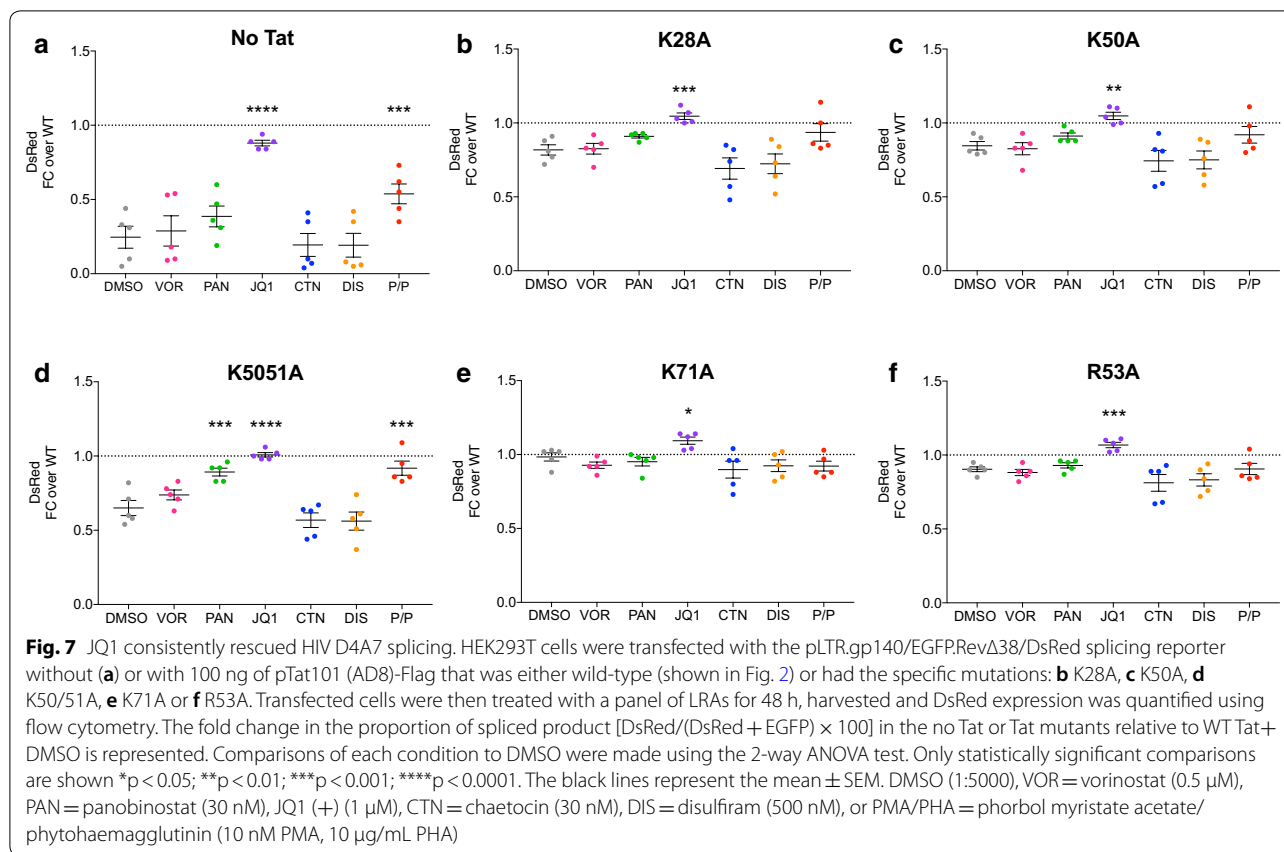 a
No Tat
DsRed
FC over WT
1.5
1.0
0.5
0.0
**** ***
DMSO VOR PAN JQ1 CTN DIS P/P
b
K28A
DsRed
FC over WT
1.5
1.0
0.5
0.0
***
DMSO VOR PAN JQ1 CTN DIS P/P
c
K50A
DsRed
FC over WT
1.5
1.0
0.5
0.0
**
DMSO VOR PAN JQ1 CTN DIS P/P
d
K5051A
DsRed
FC over WT
1.5
1.0
0.5
0.0
*** **** ***
DMSO VOR PAN JQ1 CTN DIS P/P
e
K71A
DsRed
FC over WT
1.5
1.0
0.5
0.0
*
DMSO VOR PAN JQ1 CTN DIS P/P
f
R53A
DsRed
FC over WT
1.5
1.0
0.5
0.0
***
DMSO VOR PAN JQ1 CTN DIS P/P
Fig. 7 JQ1 consistently rescued HIV D4A7 splicing. HEK293T cells were transfected with the pLTR.gp140/EGFP.RevΔ38/DsRed splicing reporter
without (a) or with 100 ng of pTat101 (AD8)-Flag that was either wild-type (shown in Fig. 2) or had the specific mutations: b K28A, c K50A, d
K50/51A, e K71A or f R53A. Transfected cells were then treated with a panel of LRAs for 48 h, harvested and DsRed expression was quantified using
flow cytometry. The fold change in the proportion of spliced product [DsRed/(DsRed + EGFP) × 100] in the no Tat or Tat mutants relative to WT Tat+
DMSO is represented. Comparisons of each condition to DMSO were made using the 2-way ANOVA test. Only statistically significant comparisons
are shown *p < 0.05; **p < 0.01; ***p < 0.001; ****p < 0.0001. The black lines represent the mean ± SEM. DMSO (1:5000), VOR = vorinostat (0.5 μM),
PAN = panobinostat (30 nM), JQ1 (+) (1 μM), CTN = chaetocin (30 nM), DIS = disulfiram (500 nM), or PMA/PHA = phorbol myristate acetate/
phytohaemagglutinin (10 nM PMA, 10 μg/mL PHA)